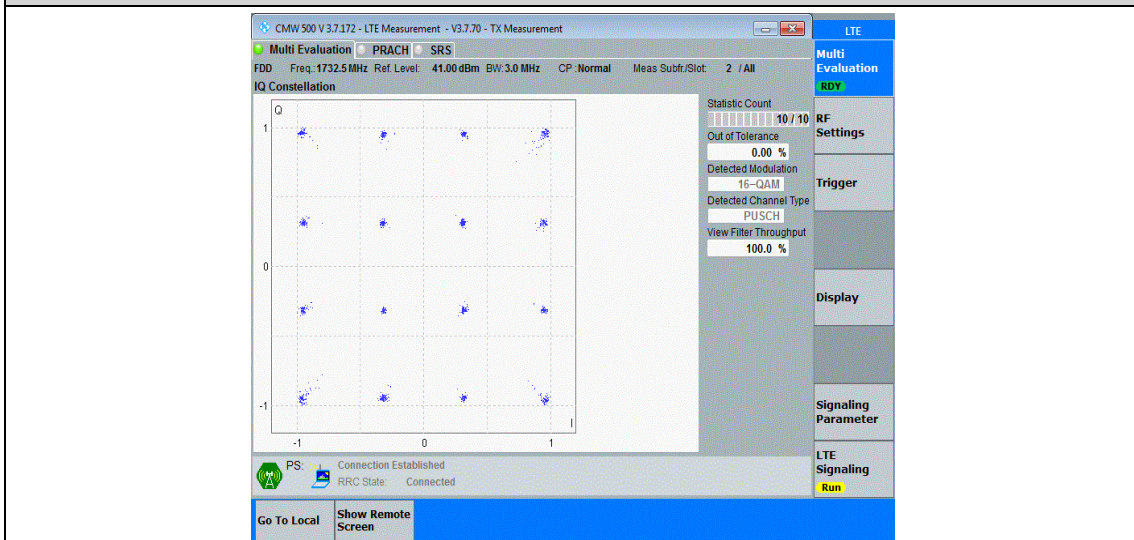 CMW 500 V 3.7.172 - LTE Measurement - V3.7.70 - TX Measurement
LTE
Multi Evaluation PRACH SRS
FDD Freq.:1732.5 MHz Ref. Level: 41.00 dBm BW:3.0 MHz CP :Normal Meas Subfr./Slot: 2 / All
IQ Constellation
Q
1
0
-1
I
-1 0 1
Statistic Count
10 / 10
Out of Tolerance
0.00 %
Detected Modulation
16-QAM
Detected Channel Type
PUSCH
View Filter Throughput
100.0 %
Multi
Evaluation
RDY
RF
Settings
Trigger
Display
Signaling
Parameter
LTE
Signaling
Run
PS: Connection Established
RRC State: Connected
Go To Local
Show Remote
Screen